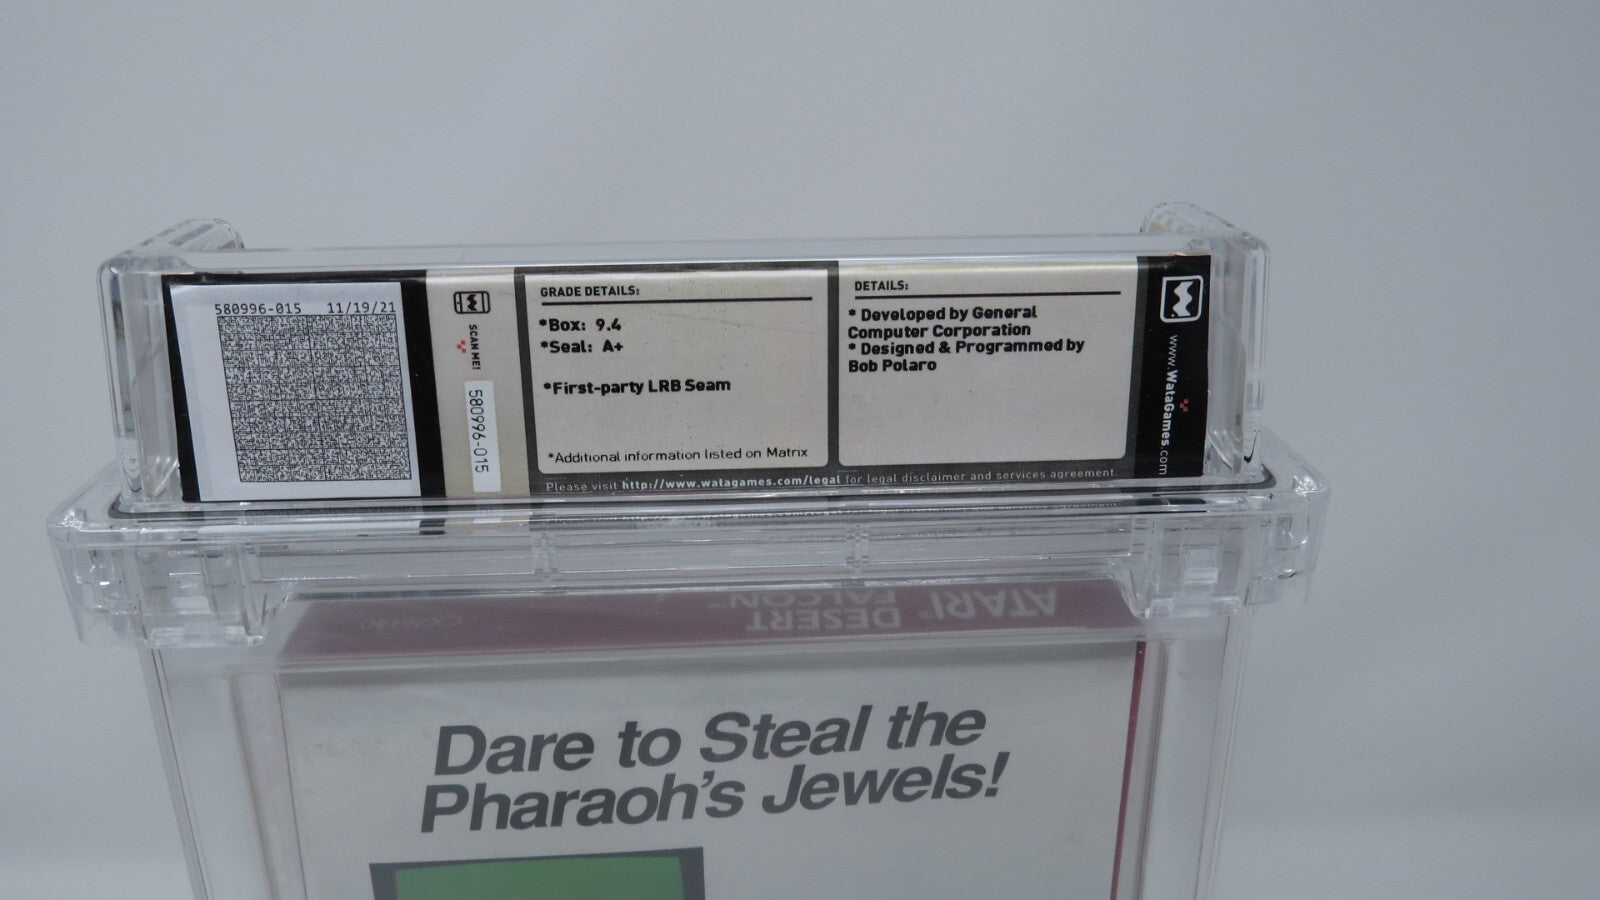 580996-015 11/19/21
SCAN ME!
580996-015
GRADE DETAILS:
*Box: 9.4
*Seal: A+
*First-party LRB Seam
*Additional information listed on Matrix
DETAILS:
* Developed by General
Computer Corporation
* Designed & Programmed by
Bob Polaro
Please visit http://www.watagames.com/legal for legal disclaimer and services agreement.
www.WataGames.com
ATARI® DESERT
FALCON™
Dare to Steal the
Pharaoh's Jewels!